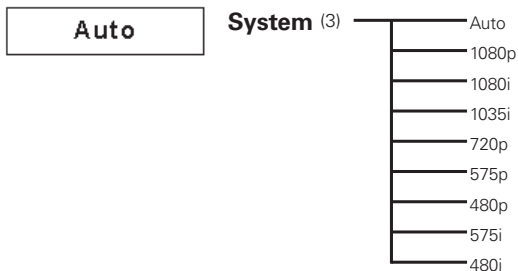 Auto
System (3)
Auto
1080p
1080i
1035i
720p
575p
480p
575i
480i